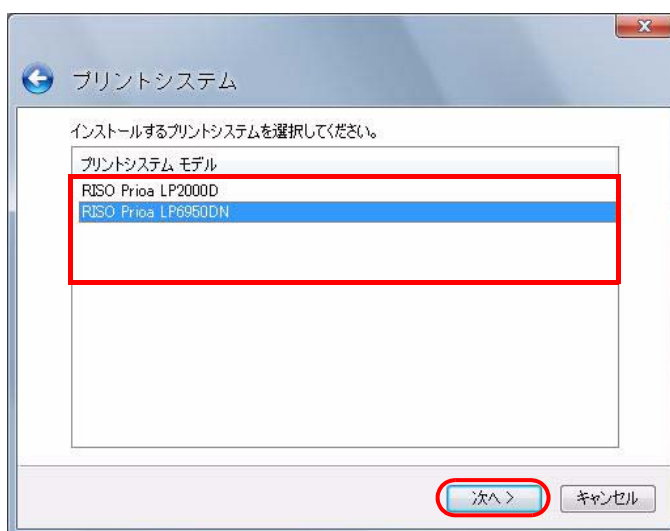 プリントシステム
インストールするプリントシステムを選択してください。
プリントシステム モデル
RISO Prioa LP2000D
RISO Prioa LP6950DN
次へ >
キャンセル